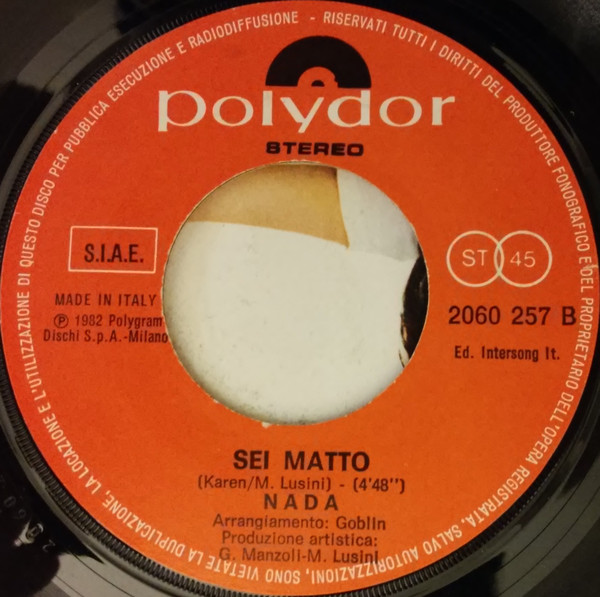 polydor
STEREO
S.I.A.E.
ST 45
MADE IN ITALY
℗ 1982 Polygram
Dischi S.p.A.-Milano
2060 257 B
Ed. Intersong It.
SEI MATTO
(Karen/M. Lusini) - (4'48'')
NADA
Arrangiamento: Goblin
Produzione artistica:
G. Manzoli-M. Lusini
RISERVATI TUTTI I DIRITTI DEL PRODUTTORE FONOGRAFICO E DEL PROPRIETARIO DELL'OPERA REGISTRATA. SALVO AUTORIZZAZIONI, SONO VIETATE LA DUPLICAZIONE, LA LOCAZIONE E L'UTILIZZAZIONE DI QUESTO DISCO PER PUBBLICA ESECUZIONE E RADIODIFFUSIONE -